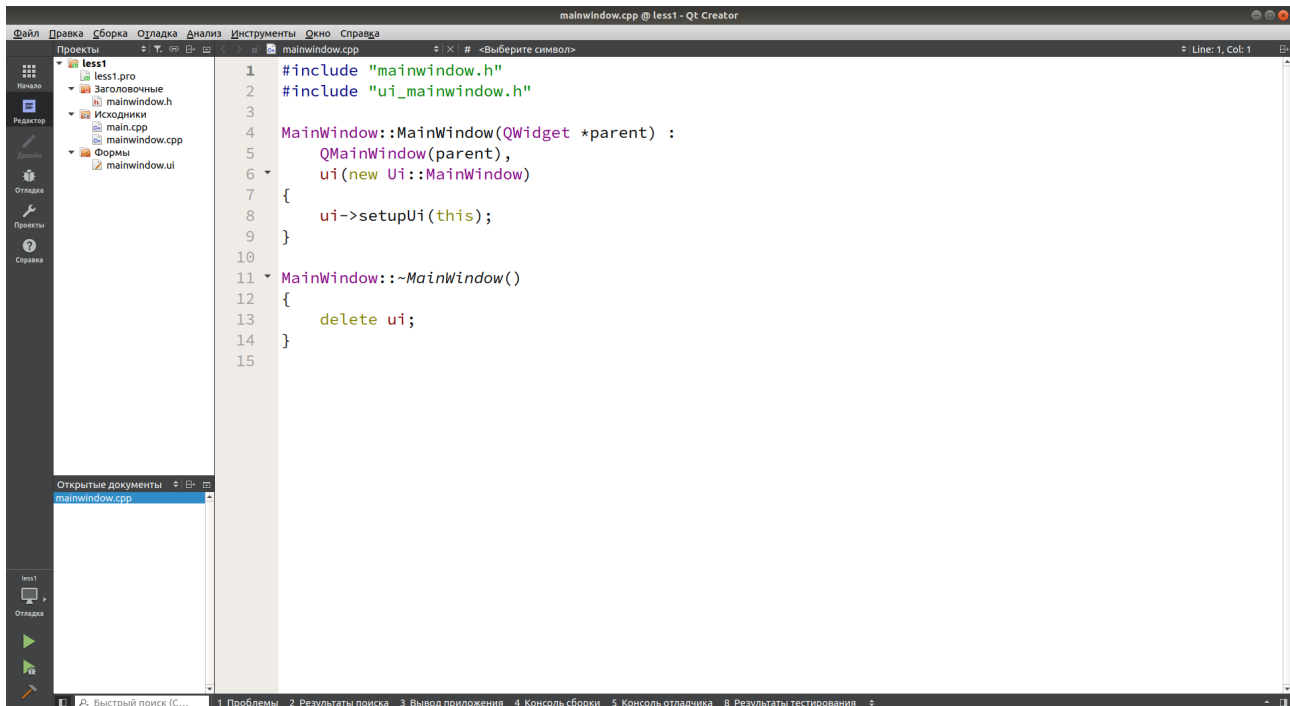 mainwindow.cpp @ less1 - Qt Creator
Файл Правка Сборка Отладка Анализ Инструменты Окно Справка
Проекты
mainwindow.cpp # <Выберите символ> Line: 1, Col: 1
Начало
Редактор
Дизайн
Отладка
Проекты
Справка
less1
less1.pro
Заголовочные
mainwindow.h
Исходники
main.cpp
mainwindow.cpp
Формы
mainwindow.ui
1 #include "mainwindow.h"
2 #include "ui_mainwindow.h"
3
4 MainWindow::MainWindow(QWidget *parent) :
5 QMainWindow(parent),
6 ui(new Ui::MainWindow)
7 {
8 ui->setupUi(this);
9 }
10
11 MainWindow::~MainWindow()
12 {
13 delete ui;
14 }
15
Открытые документы
mainwindow.cpp
less1
Отладка
Быстрый поиск (C...
1 Проблемы 2 Результаты поиска 3 Вывод приложения 4 Консоль сборки 5 Консоль отладчика 8 Результаты тестирования